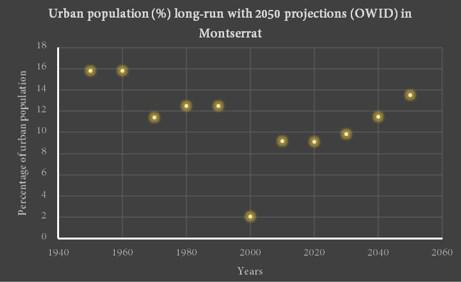 Urban population (%) long-run with 2050 projections (OWID) in
Montserrat
18
16
14
12
10
8
6
4
2
0
Percentage of urban population
1940 1960 1980 2000 2020 2040 2060
Years